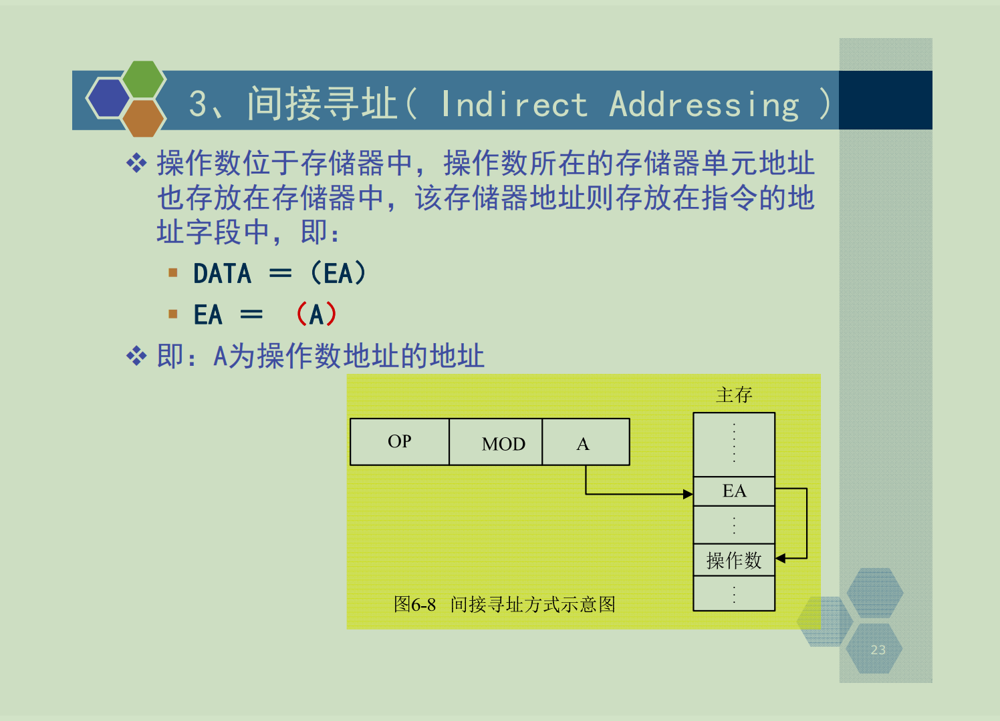 3、间接寻址( Indirect Addressing )
操作数位于存储器中，操作数所在的存储器单元地址
也存放在存储器中，该存储器地址则存放在指令的地
址字段中，即：
DATA ＝（EA）
EA ＝ （A）
即：A为操作数地址的地址
主存
OP MOD A
EA
操作数
图6-8 间接寻址方式示意图
23